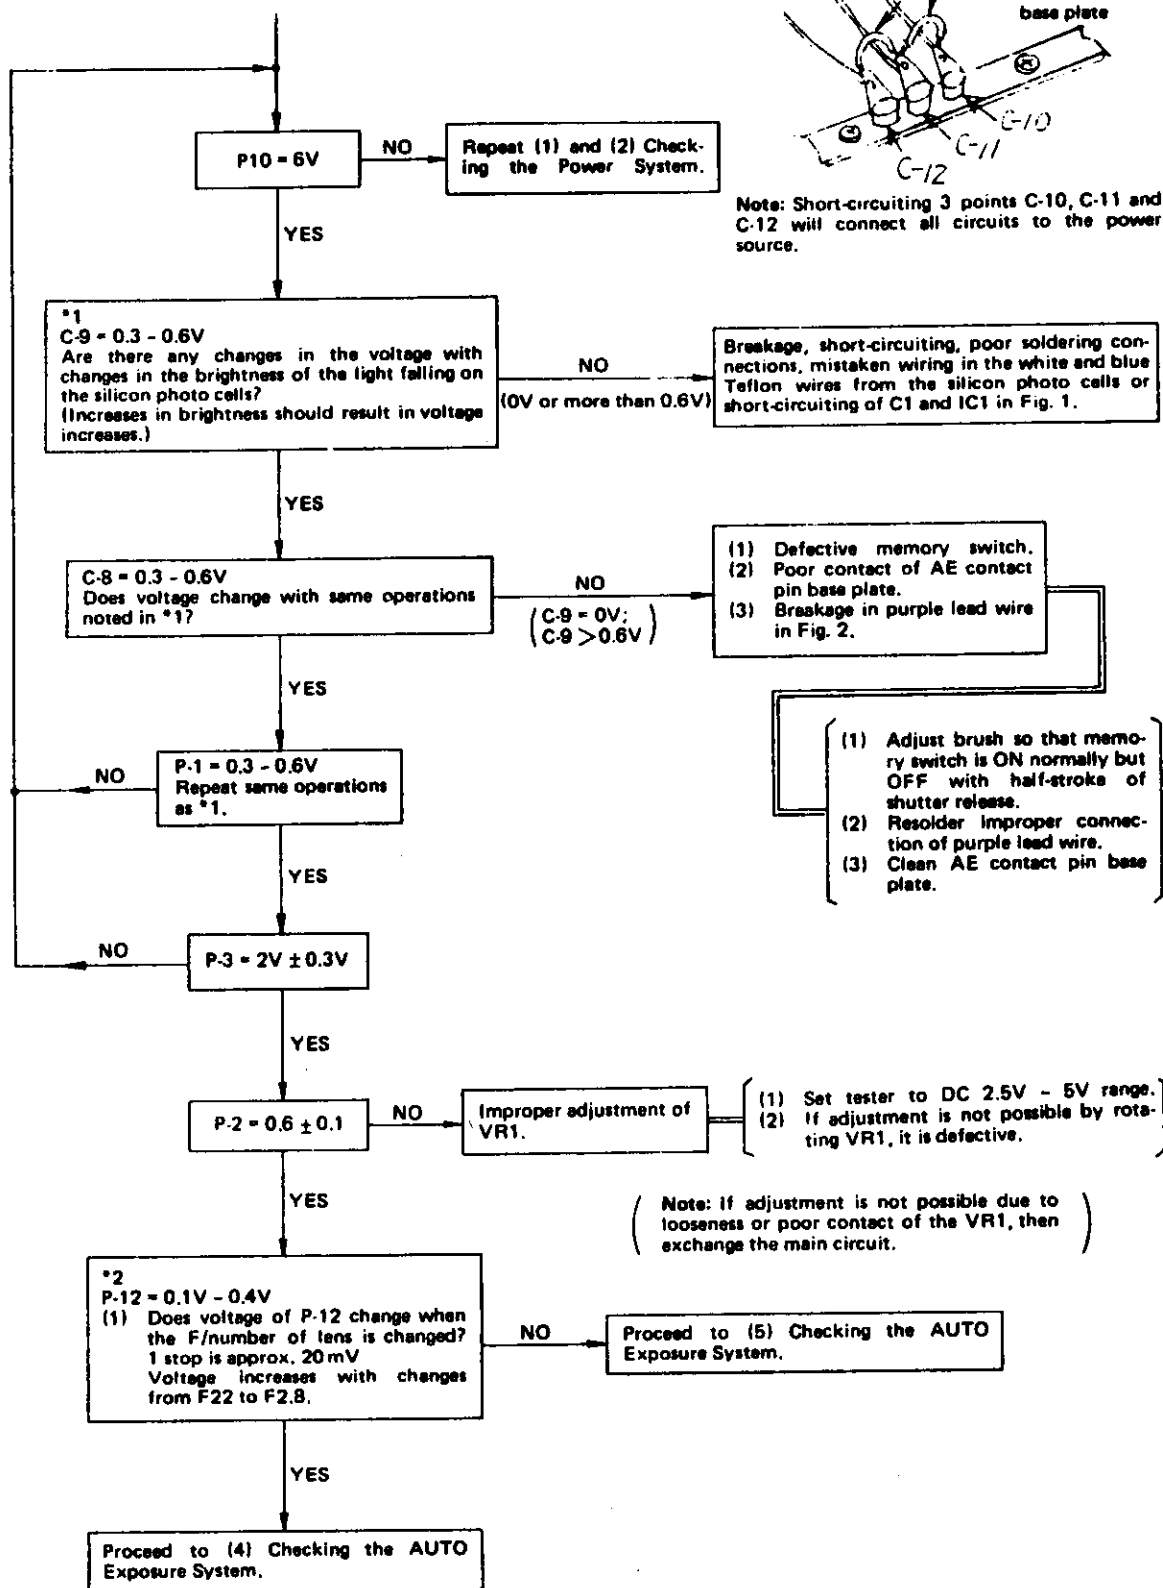 base plate
C-10
C-11
C-12
Note: Short-circuiting 3 points C-10, C-11 and
C-12 will connect all circuits to the power
source.
P10 = 6V
NO
Repeat (1) and (2) Check-
ing the Power System.
YES
*1
C-9 = 0.3 - 0.6V
Are there any changes in the voltage with
changes in the brightness of the light falling on
the silicon photo cells?
(Increases in brightness should result in voltage
increases.)
NO
(0V or more than 0.6V)
Breakage, short-circuiting, poor soldering con-
nections, mistaken wiring in the white and blue
Teflon wires from the silicon photo cells or
short-circuiting of C1 and IC1 in Fig. 1.
YES
C-8 = 0.3 - 0.6V
Does voltage change with same operations
noted in *1?
NO
(C-9 = 0V;
C-9 > 0.6V)
(1) Defective memory switch.
(2) Poor contact of AE contact
pin base plate.
(3) Breakage in purple lead wire
in Fig. 2.
YES
(1) Adjust brush so that memo-
ry switch is ON normally but
OFF with half-stroke of
shutter release.
(2) Resolder Improper connec-
tion of purple lead wire.
(3) Clean AE contact pin base
plate.
NO
P-1 = 0.3 - 0.6V
Repeat same operations
as *1.
YES
NO
P-3 = 2V ± 0.3V
YES
P-2 = 0.6 ± 0.1
NO
Improper adjustment of
VR1.
(1) Set tester to DC 2.5V - 5V range.
(2) If adjustment is not possible by rota-
ting VR1, it is defective.
YES
(Note: If adjustment is not possible due to
looseness or poor contact of the VR1, then
exchange the main circuit.)
*2
P-12 = 0.1V - 0.4V
(1) Does voltage of P-12 change when
the F/number of lens is changed?
1 stop is approx. 20 mV
Voltage increases with changes
from F22 to F2.8.
NO
Proceed to (5) Checking the AUTO
Exposure System.
YES
Proceed to (4) Checking the AUTO
Exposure System.